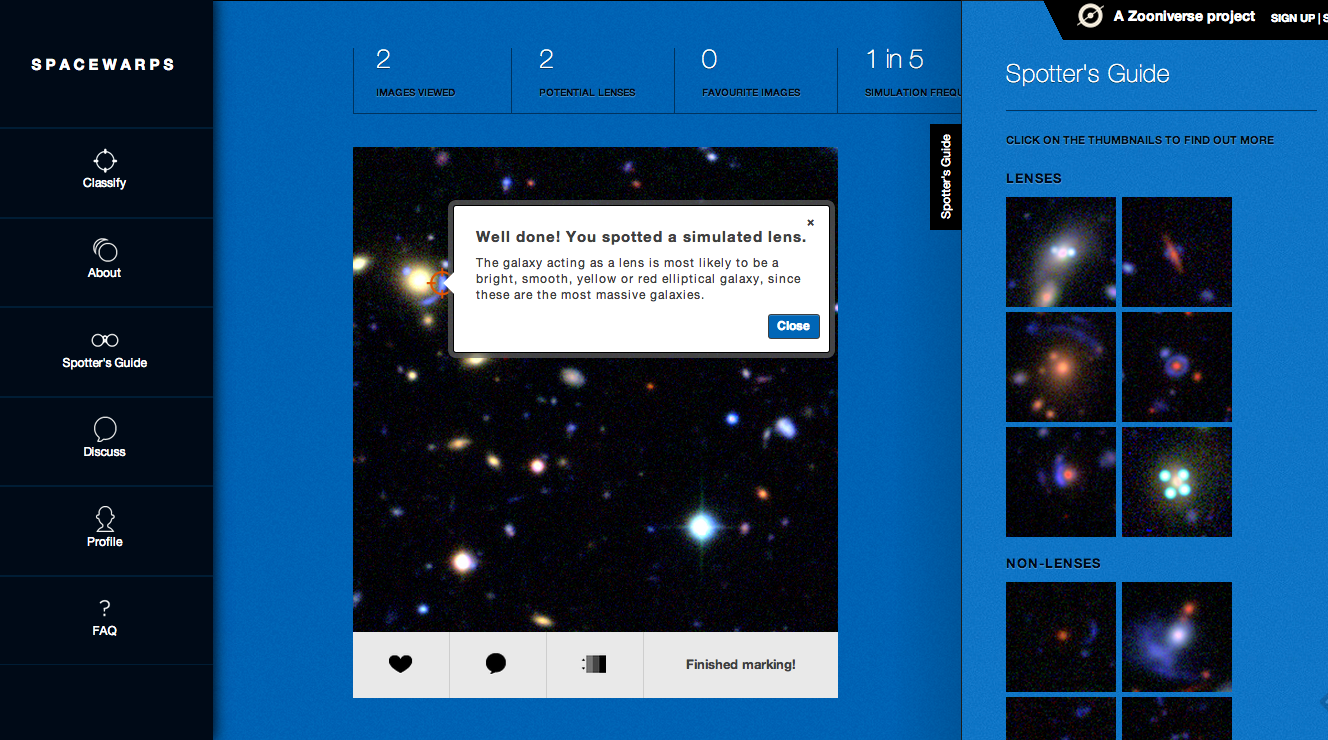 SPACEWARPS
Classify
About
Spotter's Guide
Discuss
Profile
?
FAQ
2
IMAGES VIEWED
2
POTENTIAL LENSES
0
FAVOURITE IMAGES
1 in 5
SIMULATION FREQU
Well done! You spotted a simulated lens.
The galaxy acting as a lens is most likely to be a
bright, smooth, yellow or red elliptical galaxy, since
these are the most massive galaxies.
Close
Finished marking!
Spotter's Guide
A Zooniverse project
SIGN UP | S
Spotter's Guide
CLICK ON THE THUMBNAILS TO FIND OUT MORE
LENSES
NON-LENSES